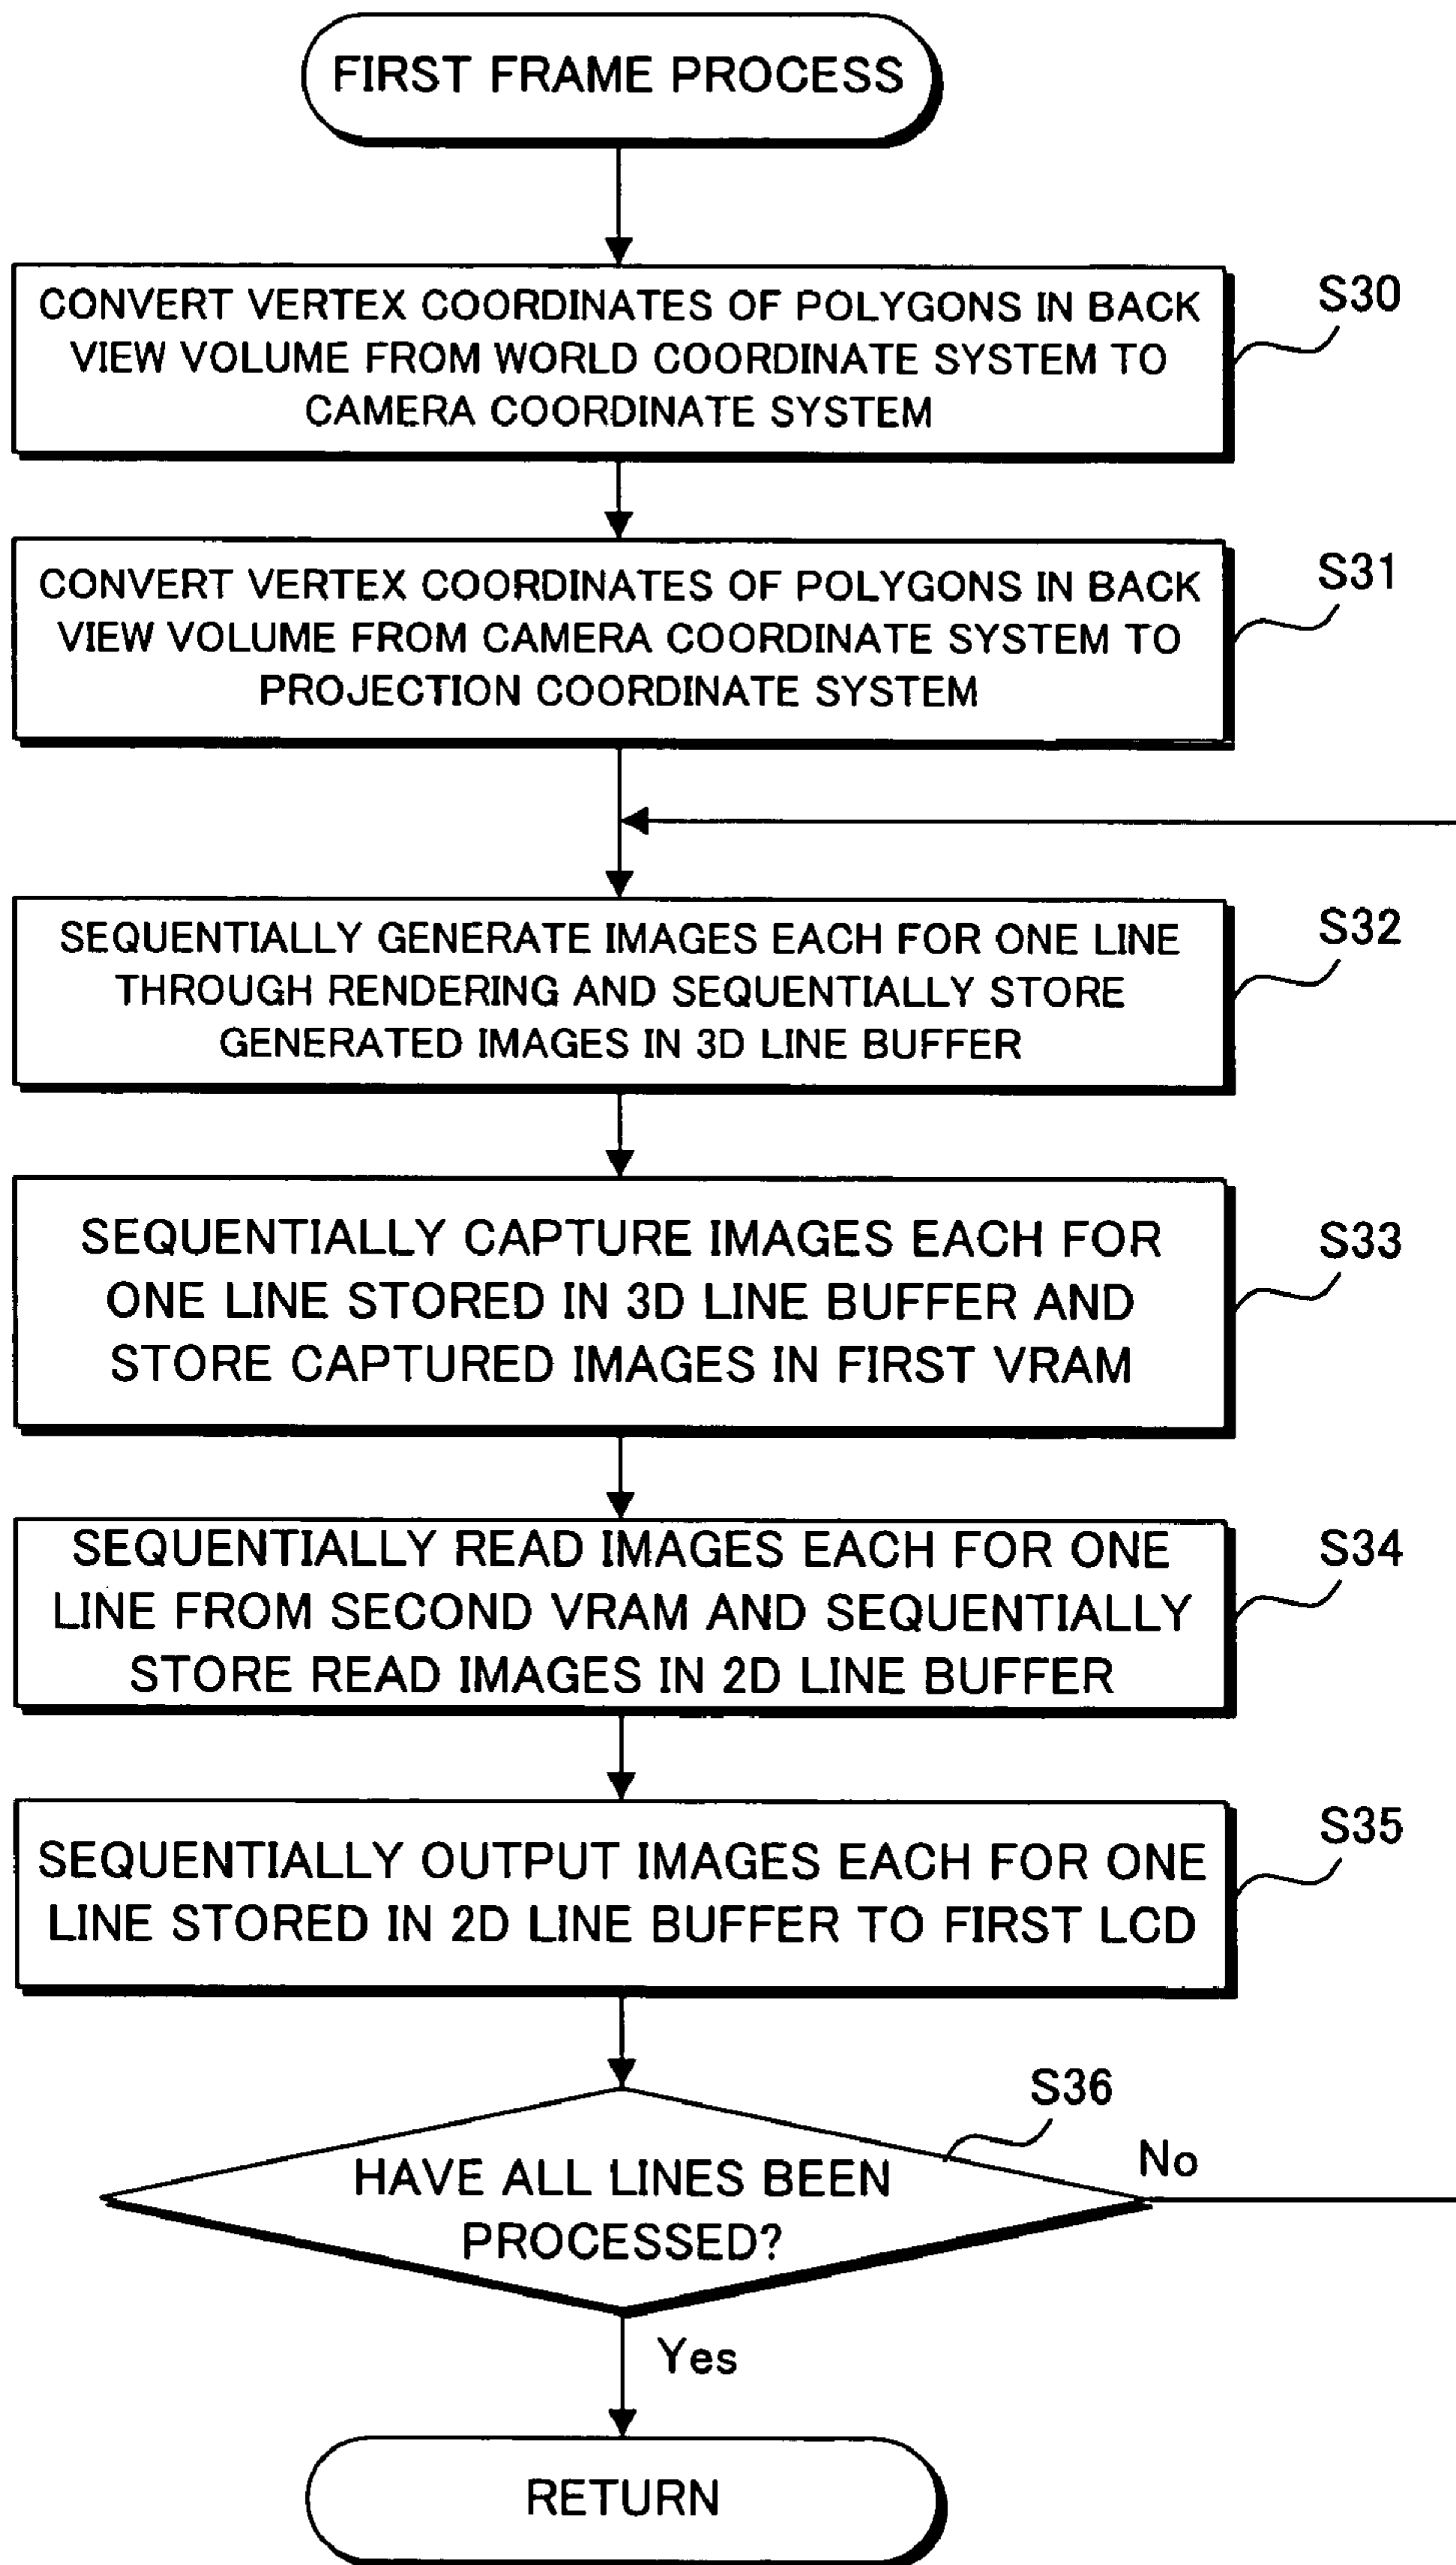 FIRST FRAME PROCESS
CONVERT VERTEX COORDINATES OF POLYGONS IN BACK
VIEW VOLUME FROM WORLD COORDINATE SYSTEM TO
CAMERA COORDINATE SYSTEM
S30
CONVERT VERTEX COORDINATES OF POLYGONS IN BACK
VIEW VOLUME FROM CAMERA COORDINATE SYSTEM TO
PROJECTION COORDINATE SYSTEM
S31
SEQUENTIALLY GENERATE IMAGES EACH FOR ONE LINE
THROUGH RENDERING AND SEQUENTIALLY STORE
GENERATED IMAGES IN 3D LINE BUFFER
S32
SEQUENTIALLY CAPTURE IMAGES EACH FOR
ONE LINE STORED IN 3D LINE BUFFER AND
STORE CAPTURED IMAGES IN FIRST VRAM
S33
SEQUENTIALLY READ IMAGES EACH FOR ONE
LINE FROM SECOND VRAM AND SEQUENTIALLY
STORE READ IMAGES IN 2D LINE BUFFER
S34
SEQUENTIALLY OUTPUT IMAGES EACH FOR ONE
LINE STORED IN 2D LINE BUFFER TO FIRST LCD
S35
S36
HAVE ALL LINES BEEN
PROCESSED?
No
Yes
RETURN